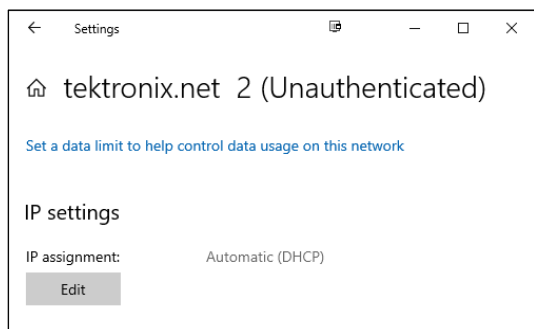 Settings
tektronix.net 2 (Unauthenticated)
Set a data limit to help control data usage on this network
IP settings
IP assignment: Automatic (DHCP)
Edit